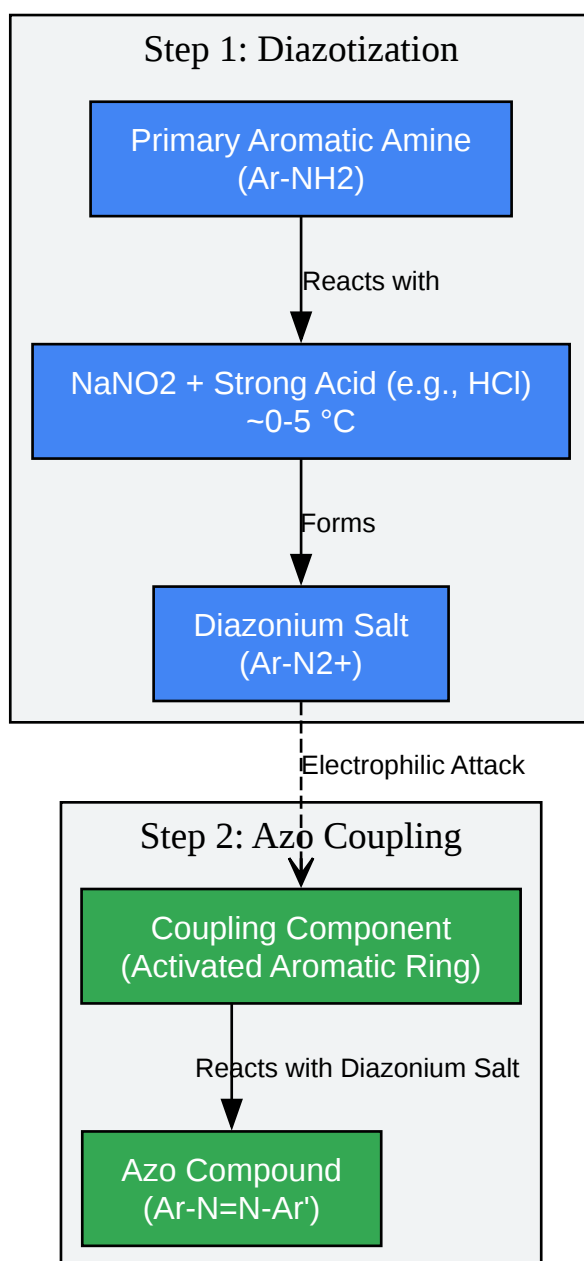 Step 1: Diazotization
Primary Aromatic Amine
(Ar-NH2)
Reacts with
NaNO2 + Strong Acid (e.g., HCl)
~0-5 °C
Forms
Diazonium Salt
(Ar-N2+)
Electrophilic Attack
Step 2: Azo Coupling
Coupling Component
(Activated Aromatic Ring)
Reacts with Diazonium Salt
Azo Compound
(Ar-N=N-Ar')